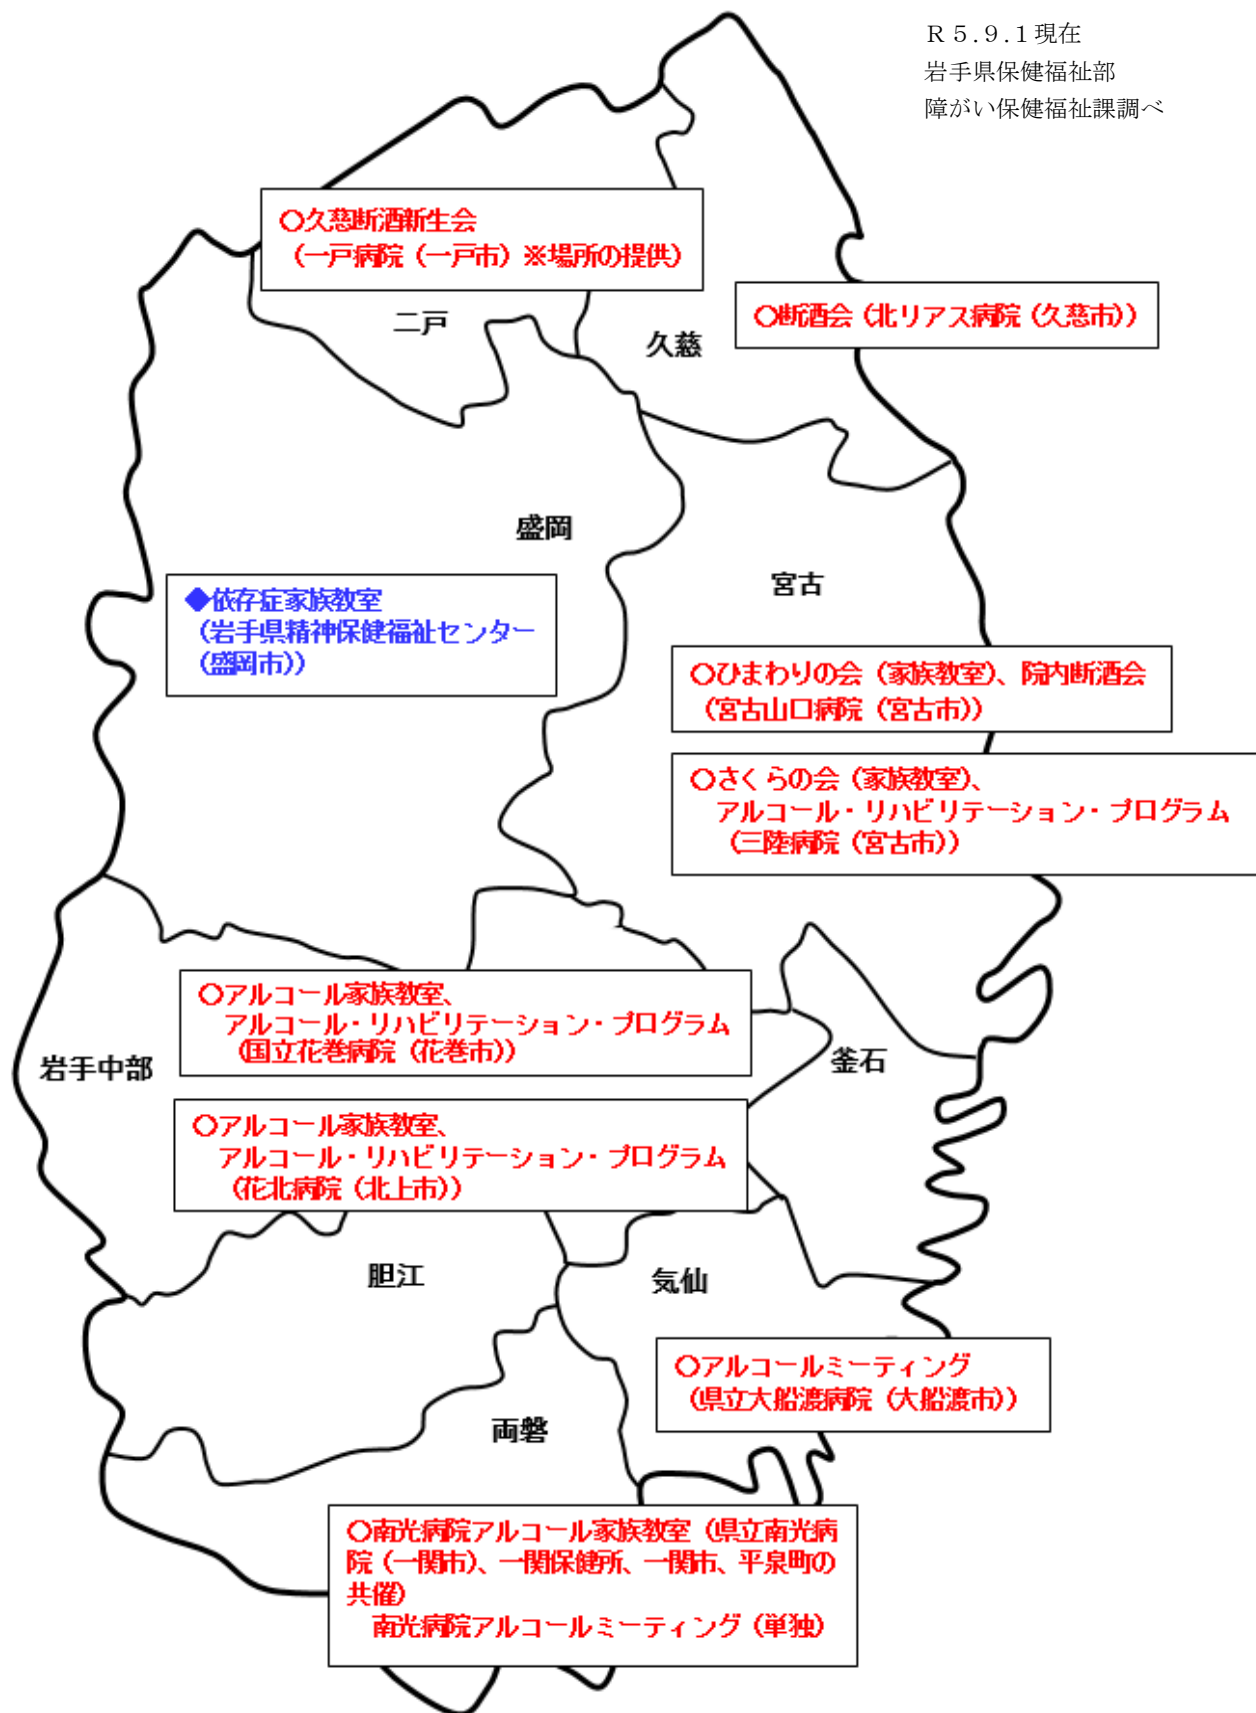 R５.９.１現在
岩手県保健福祉部
障がい保健福祉課調べ
〇久慈断酒新生会
（一戸病院（一戸市）※場所の提供）
二戸
久慈
〇断酒会（北リアス病院（久慈市））
盛岡
宮古
◆依存症家族教室
（岩手県精神保健福祉センター
（盛岡市））
〇ひまわりの会（家族教室）、院内断酒会
（宮古山口病院（宮古市））
〇さくらの会（家族教室）、
アルコール・リハビリテーション・プログラム
（三陸病院（宮古市））
〇アルコール家族教室、
アルコール・リハビリテーション・プログラム
（国立花巻病院（花巻市））
岩手中部
釜石
〇アルコール家族教室、
アルコール・リハビリテーション・プログラム
（花北病院（北上市））
胆江
気仙
〇アルコールミーティング
（県立大船渡病院（大船渡市））
両磐
〇南光病院アルコール家族教室（県立南光病
院（一関市）、一関保健所、一関市、平泉町の
共催）
南光病院アルコールミーティング（単独）